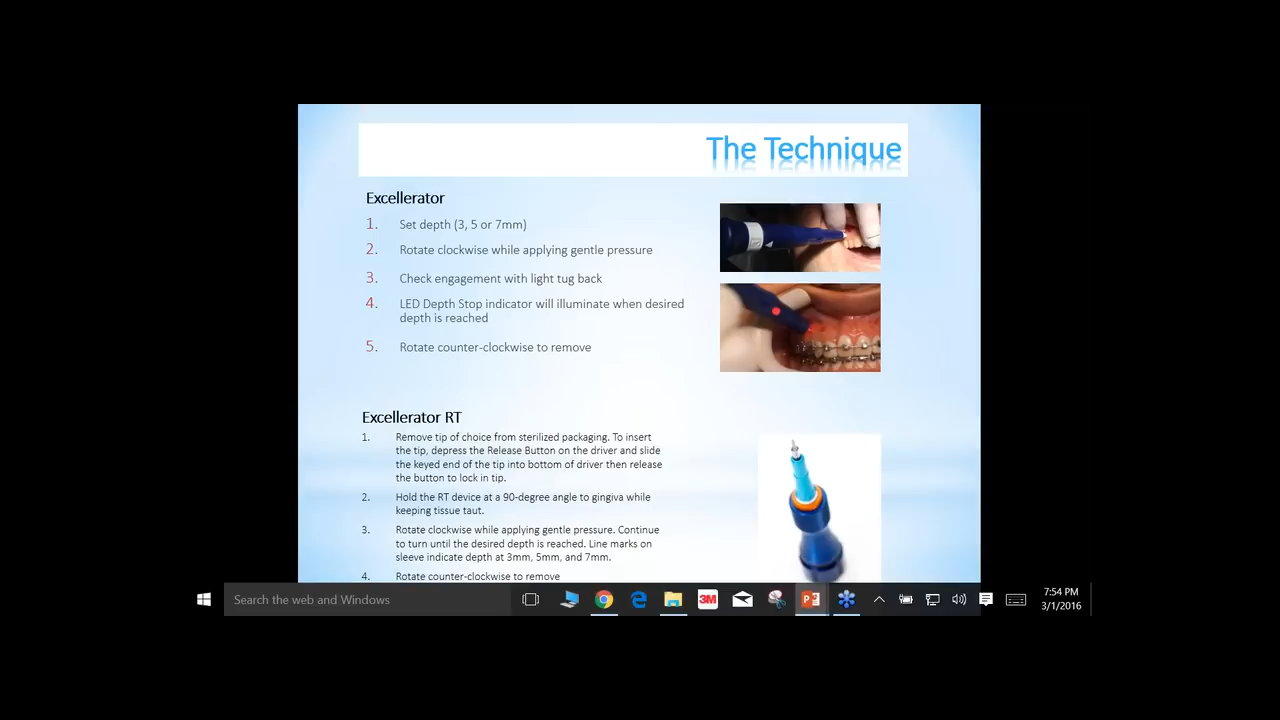 The Technique
Excellerator
1. Set depth (3, 5 or 7mm)
2. Rotate clockwise while applying gentle pressure
3. Check engagement with light tug back
4. LED Depth Stop indicator will illuminate when desired
depth is reached
5. Rotate counter-clockwise to remove
Excellerator RT
1. Remove tip of choice from sterilized packaging. To insert
the tip, depress the Release Button on the driver and slide
the keyed end of the tip into bottom of driver then release
the button to lock in tip.
2. Hold the RT device at a 90-degree angle to gingiva while
keeping tissue taut.
3. Rotate clockwise while applying gentle pressure. Continue
to turn until the desired depth is reached. Line marks on
sleeve indicate depth at 3mm, 5mm, and 7mm.
4. Rotate counter-clockwise to remove
Search the web and Windows
3M
7:54 PM
3/1/2016